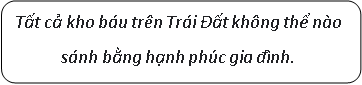 Tất cả kho báu trên Trái Đất không thể nào
sánh bằng hạnh phúc gia đình.